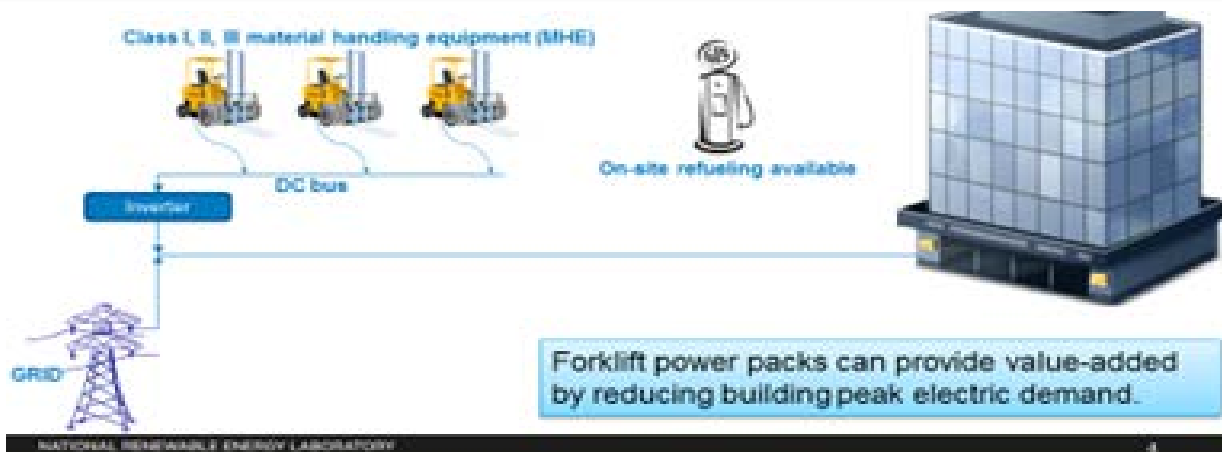 Class I, II, III material handling equipment (MHE)
On-site refueling available
DC bus
Inverter
GRID
Forklift power packs can provide value-added
by reducing building peak electric demand.
NATIONAL RENEWABLE ENERGY LABORATORY
4